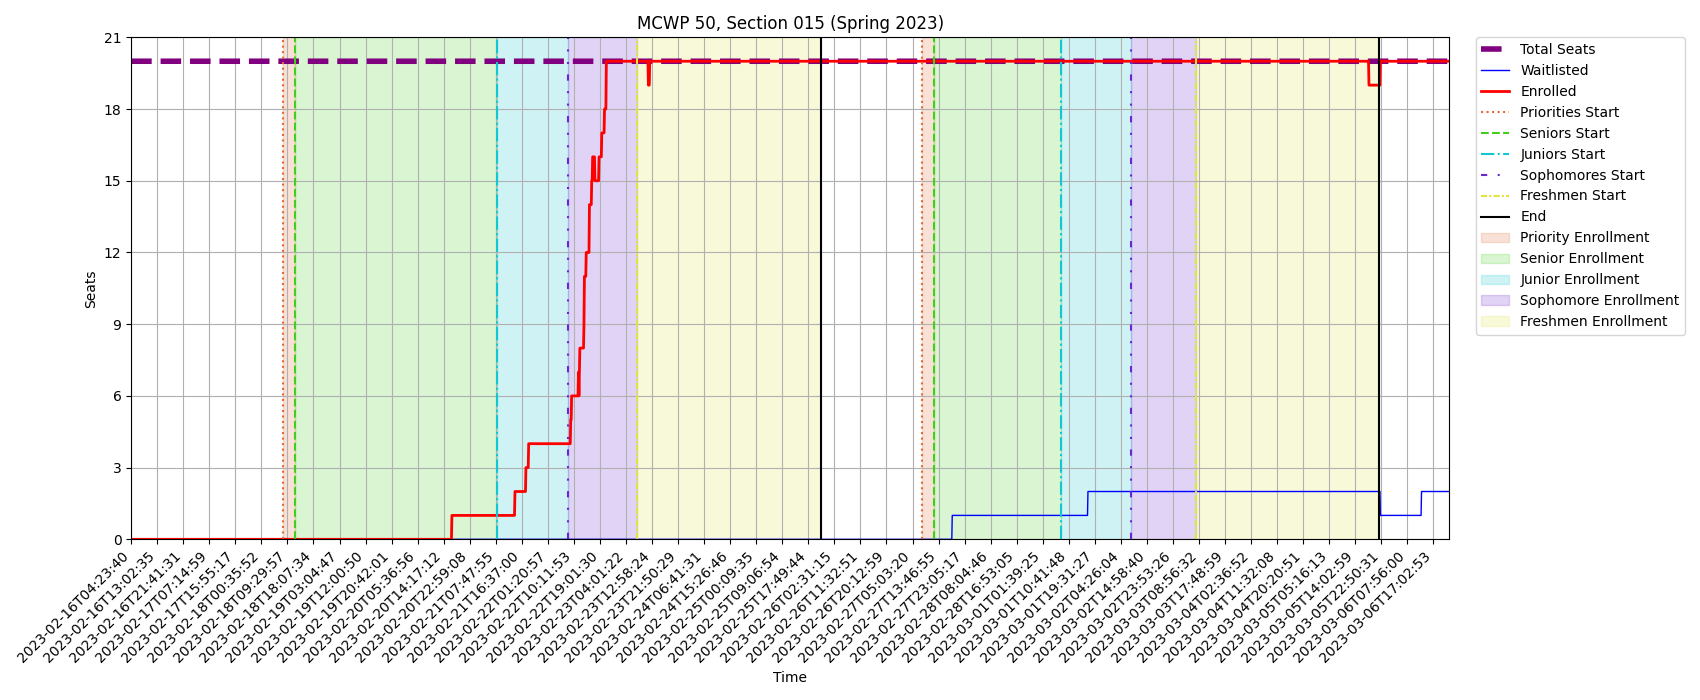 MCWP 50, Section 015 (Spring 2023)
21
18
15
12
9
6
3
0
Seats
2023-02-16T04:23:40
2023-02-16T13:02:35
2023-02-16T21:41:31
2023-02-17T07:14:59
2023-02-17T15:55:17
2023-02-18T00:35:52
2023-02-18T09:29:57
2023-02-18T18:07:34
2023-02-19T03:04:47
2023-02-19T12:00:50
2023-02-19T20:42:01
2023-02-20T05:36:56
2023-02-20T14:17:12
2023-02-20T22:59:08
2023-02-21T07:47:55
2023-02-21T16:37:00
2023-02-22T01:20:57
2023-02-22T10:11:53
2023-02-22T19:01:30
2023-02-23T04:01:22
2023-02-23T12:58:24
2023-02-23T21:50:29
2023-02-24T06:41:31
2023-02-24T15:26:46
2023-02-25T00:09:35
2023-02-25T09:06:54
2023-02-25T17:49:44
2023-02-26T02:31:15
2023-02-26T11:32:51
2023-02-26T20:12:59
2023-02-27T05:03:20
2023-02-27T13:46:55
2023-02-27T23:05:17
2023-02-28T08:04:46
2023-02-28T16:53:05
2023-03-01T01:39:25
2023-03-01T10:41:48
2023-03-01T19:31:27
2023-03-02T04:26:04
2023-03-02T14:58:40
2023-03-02T23:53:26
2023-03-03T08:56:32
2023-03-03T17:48:59
2023-03-04T02:36:52
2023-03-04T11:32:08
2023-03-04T20:20:51
2023-03-05T05:16:13
2023-03-05T14:02:59
2023-03-05T22:50:31
2023-03-06T07:56:00
2023-03-06T17:02:53
Time
Total Seats
Waitlisted
Enrolled
Priorities Start
Seniors Start
Juniors Start
Sophomores Start
Freshmen Start
End
Priority Enrollment
Senior Enrollment
Junior Enrollment
Sophomore Enrollment
Freshmen Enrollment